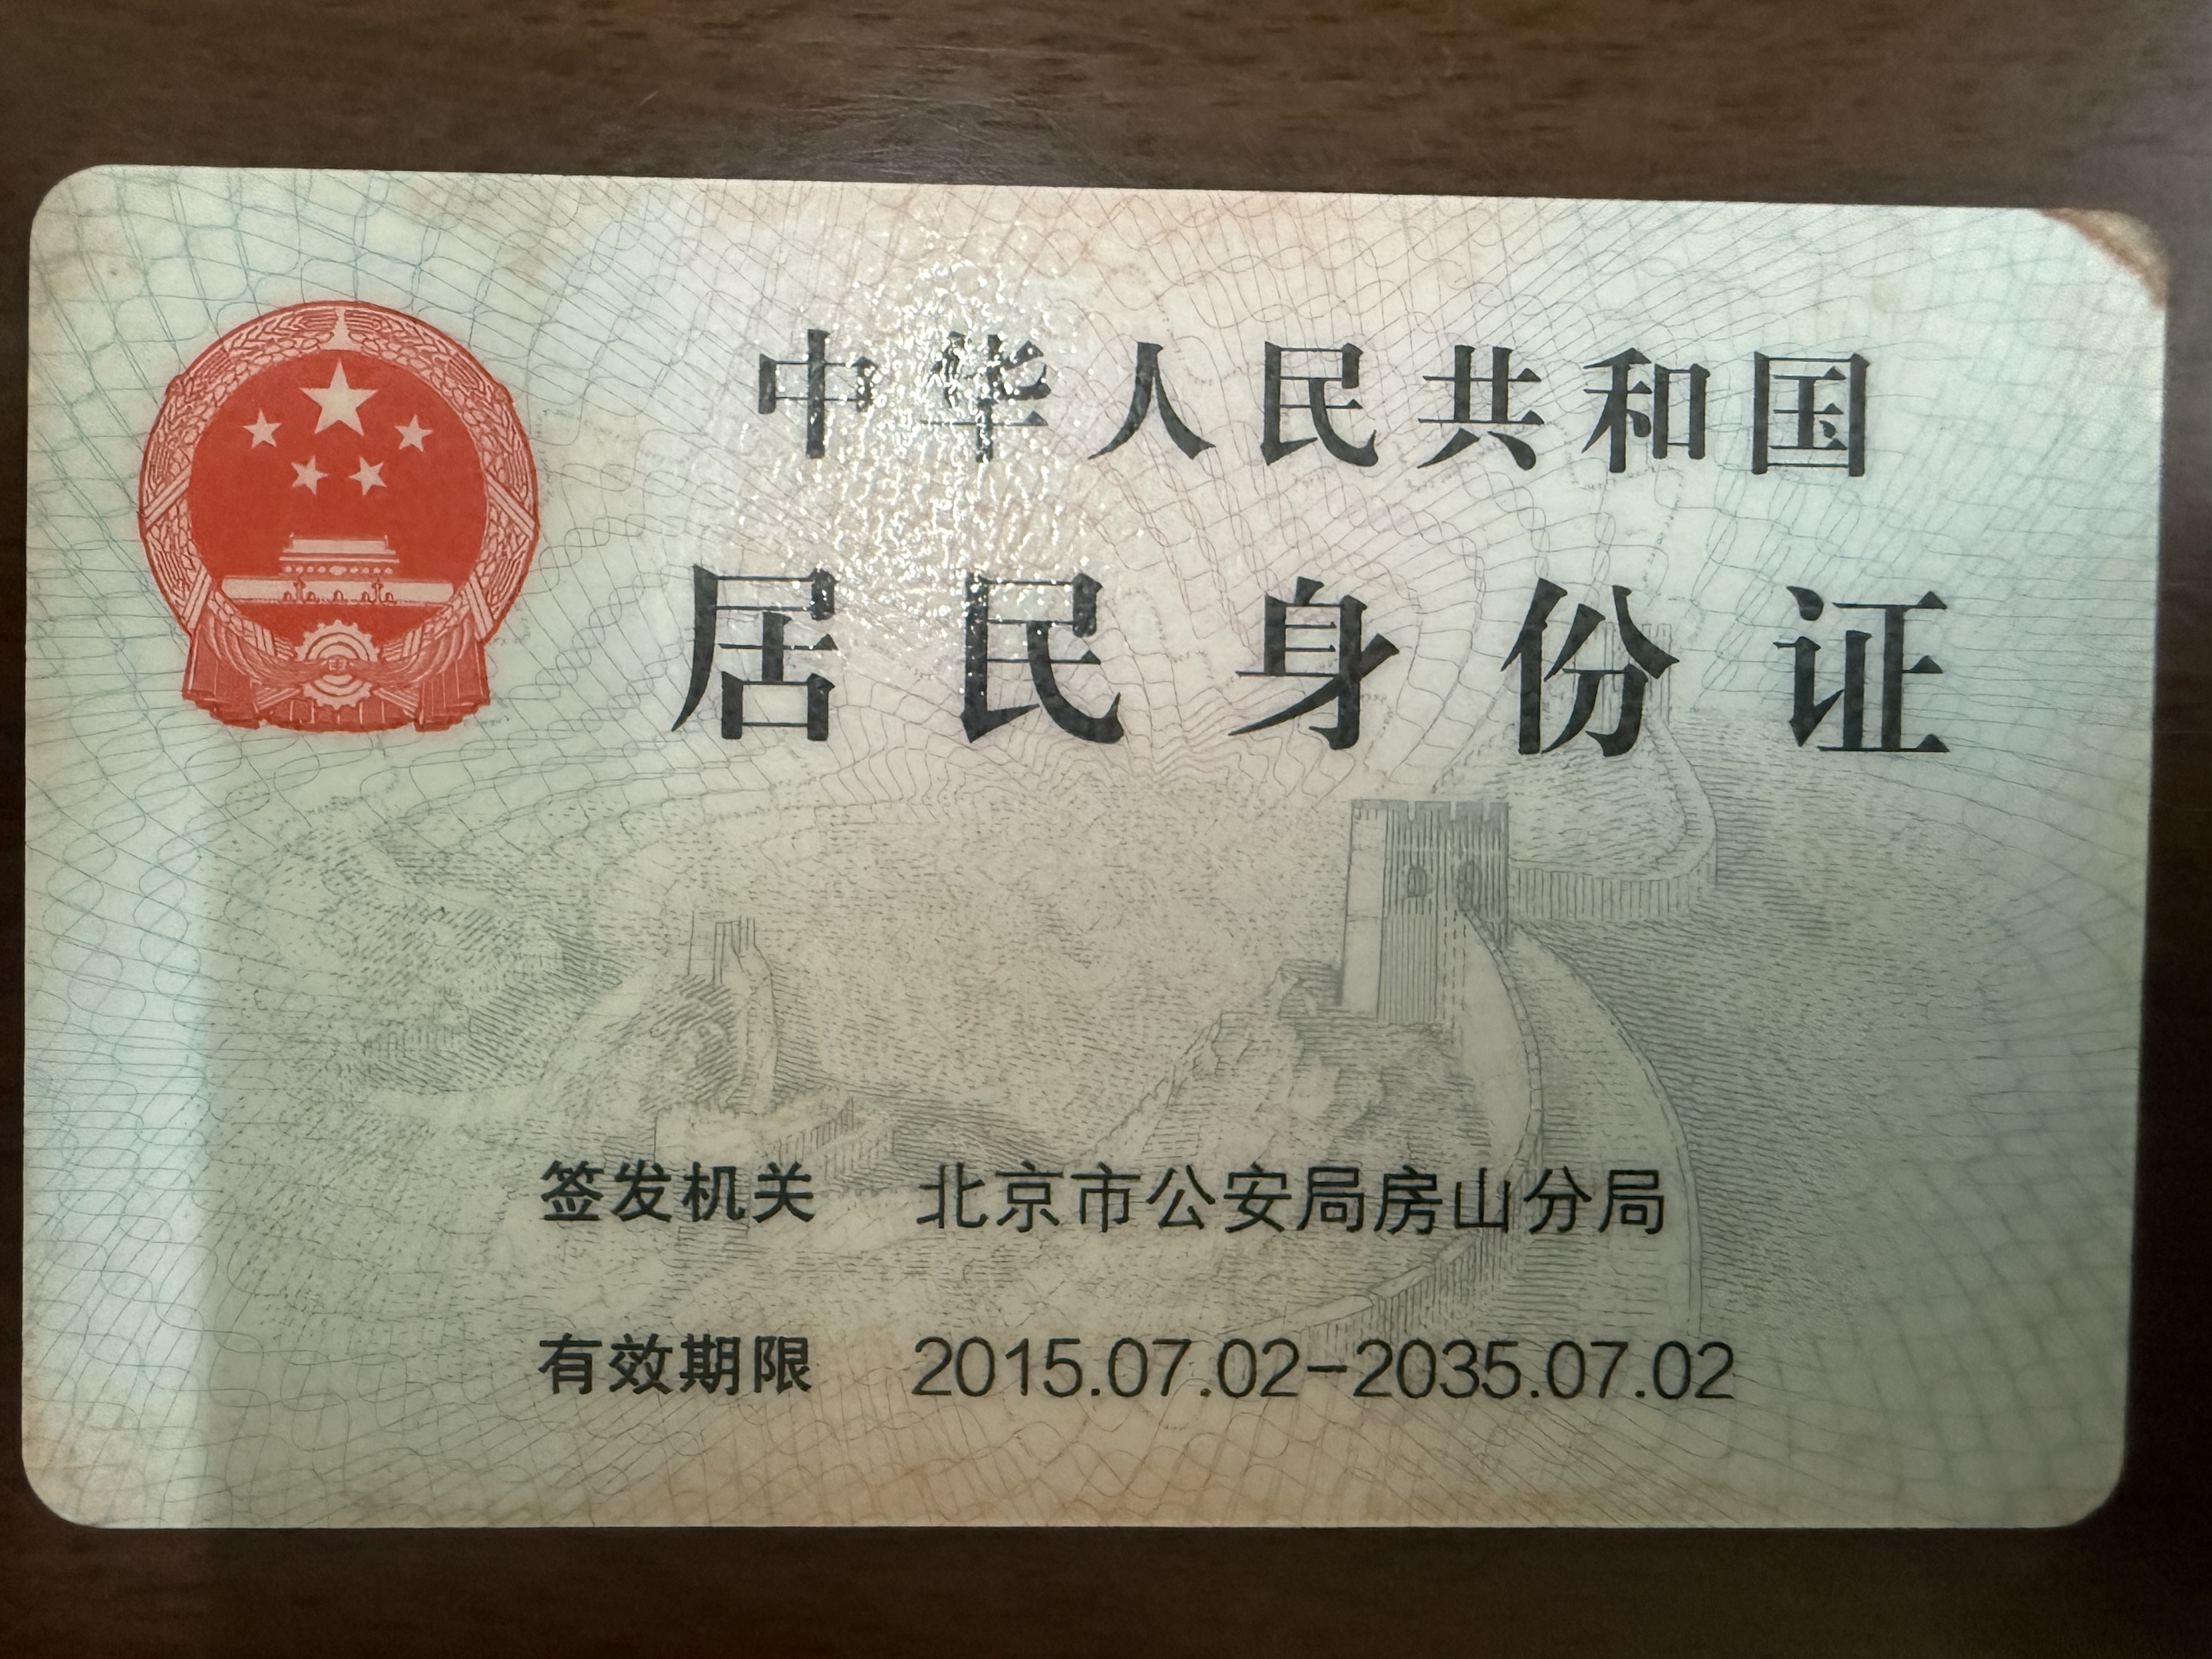 中华人民共和国
居民身份证
签发机关 北京市公安局房山分局
有效期限 2015.07.02-2035.07.02